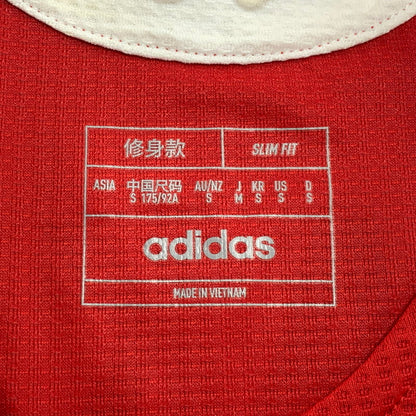 修身款 SLIM FIT
ASIA 中国尺码 AU/NZ J KR US D
S 175/92A S M S S S
adidas
MADE IN VIETNAM